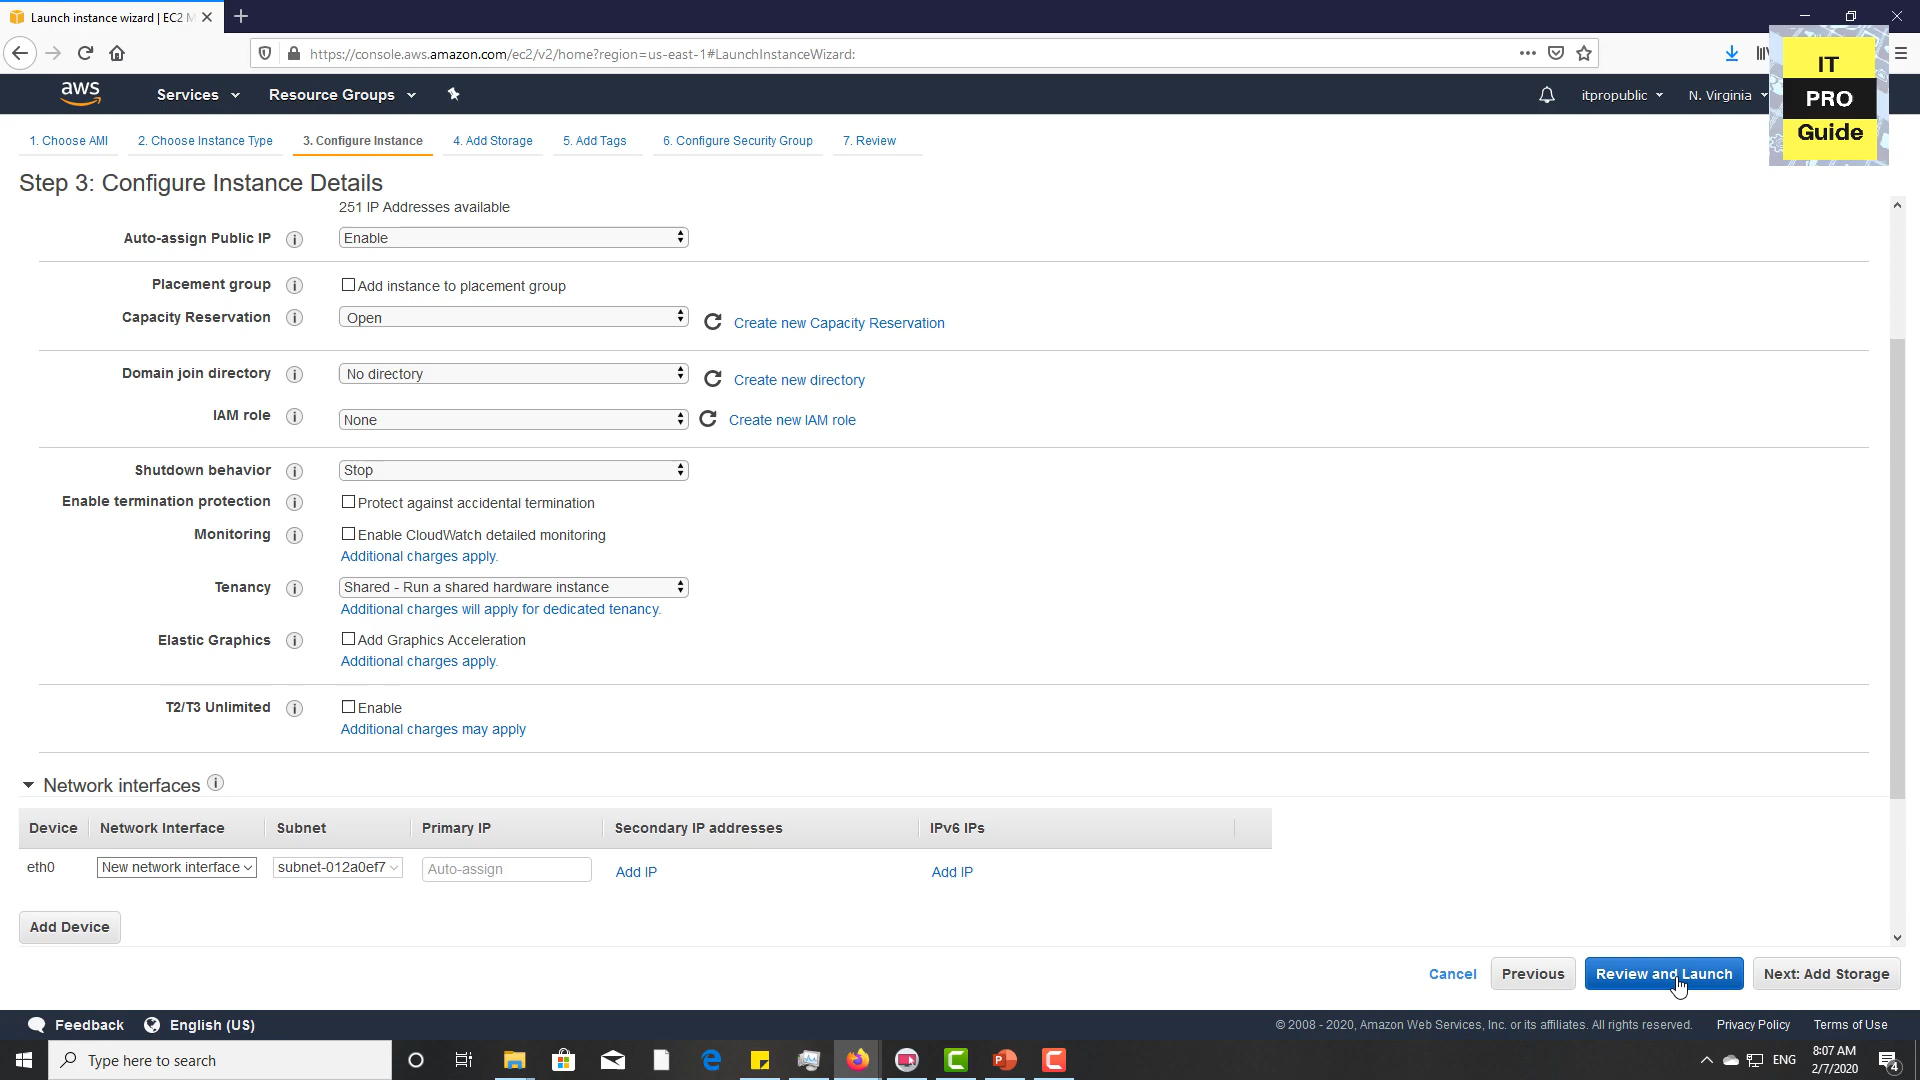 Launch instance wizard | EC2 M
https://console.aws.amazon.com/ec2/v2/home?region=us-east-1#LaunchInstanceWizard:
IT
PRO
Guide
aws
Services
Resource Groups
itpropublic
N. Virginia
1. Choose AMI
2. Choose Instance Type
3. Configure Instance
4. Add Storage
5. Add Tags
6. Configure Security Group
7. Review
Step 3: Configure Instance Details
251 IP Addresses available
Auto-assign Public IP
Enable
Placement group
Add instance to placement group
Capacity Reservation
Open
Create new Capacity Reservation
Domain join directory
No directory
Create new directory
IAM role
None
Create new IAM role
Shutdown behavior
Stop
Enable termination protection
Protect against accidental termination
Monitoring
Enable CloudWatch detailed monitoring
Additional charges apply.
Tenancy
Shared - Run a shared hardware instance
Additional charges will apply for dedicated tenancy.
Elastic Graphics
Add Graphics Acceleration
Additional charges apply.
T2/T3 Unlimited
Enable
Additional charges may apply
Network interfaces
Device
Network Interface
Subnet
Primary IP
Secondary IP addresses
IPv6 IPs
eth0
New network interface
subnet-012a0ef7
Auto-assign
Add IP
Add IP
Add Device
Cancel
Previous
Review and Launch
Next: Add Storage
Feedback
English (US)
© 2008 - 2020, Amazon Web Services, Inc. or its affiliates. All rights reserved.
Privacy Policy
Terms of Use
Type here to search
ENG
8:07 AM
2/7/2020
4